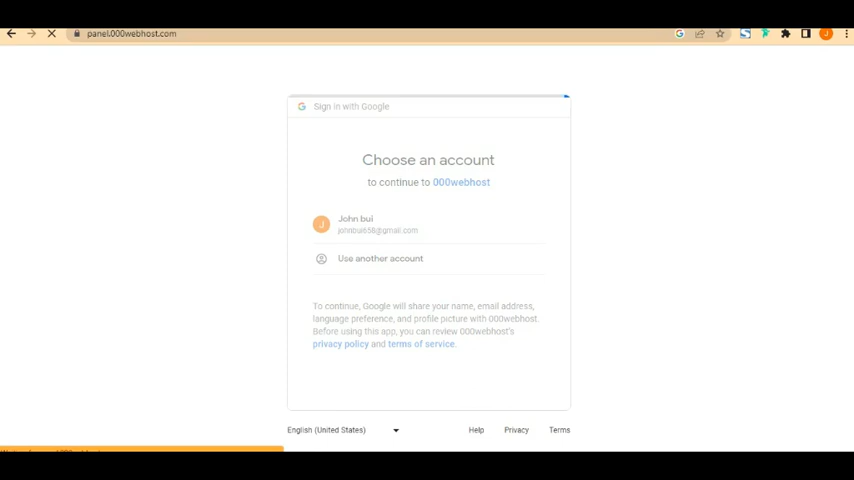 panel.000webhost.com
Sign in with Google
Choose an account
to continue to 000webhost
J
John bui
johnbui658@gmail.com
Use another account
To continue, Google will share your name, email address,
language preference, and profile picture with 000webhost.
Before using this app, you can review 000webhost's
privacy policy and terms of service.
English (United States)
Help Privacy Terms